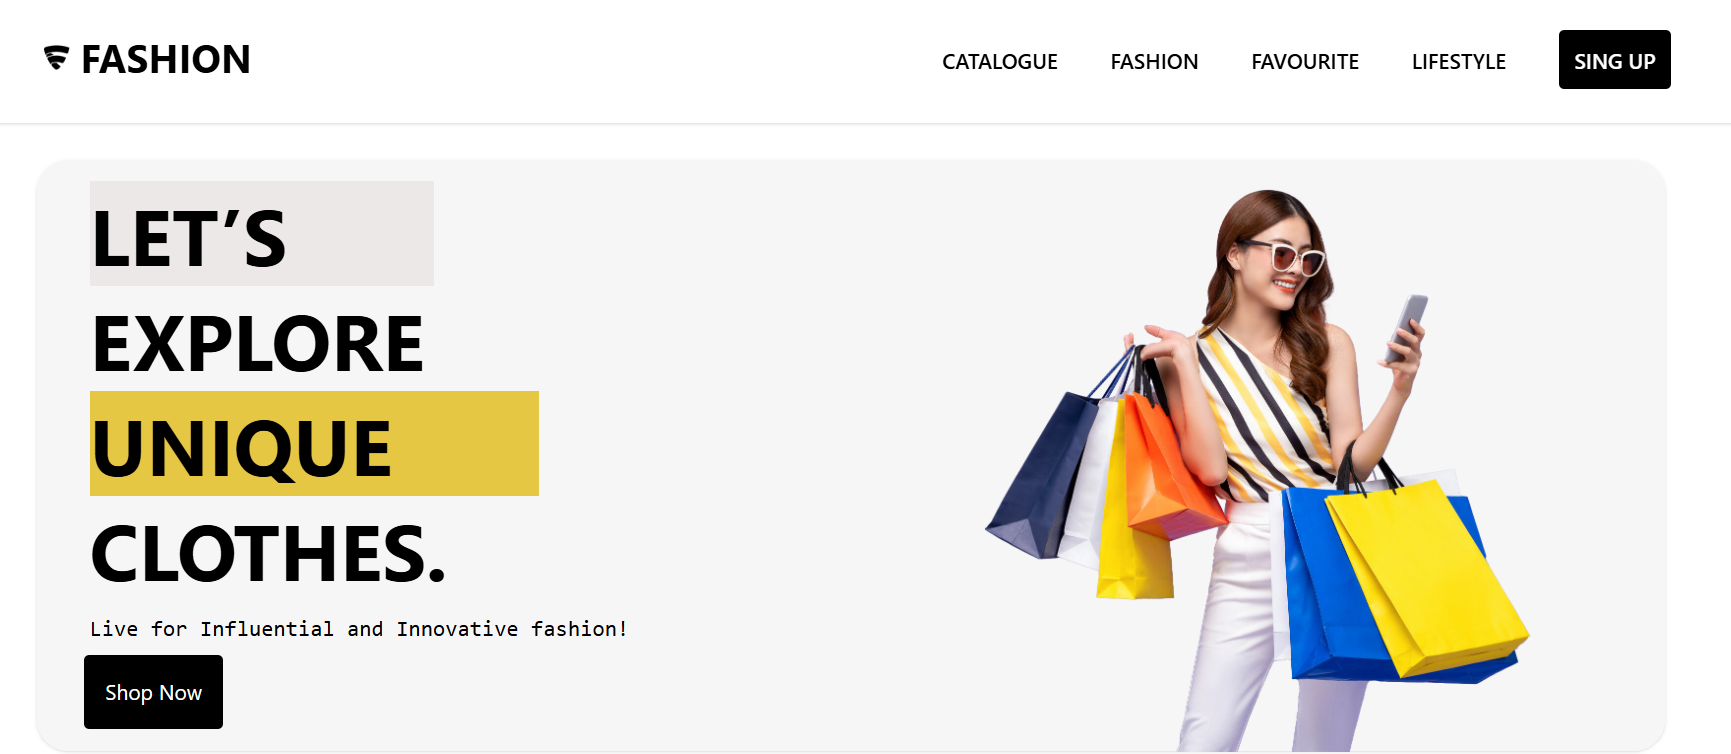 FASHION
CATALOGUE FASHION FAVOURITE LIFESTYLE SING UP
LET’S
EXPLORE
UNIQUE
CLOTHES.
Live for Influential and Innovative fashion!
Shop Now